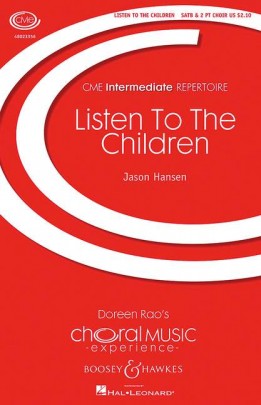 LISTEN TO THE CHILDREN SATB & 2 PT CHOIR US $2.10
CME
CME Intermediate REPERTOIRE
Listen To The
Children
Jason Hansen
Doreen Rao's
choral MUSIC
-experience-
BOOSEY & HAWKES
HAL•LEONARD®